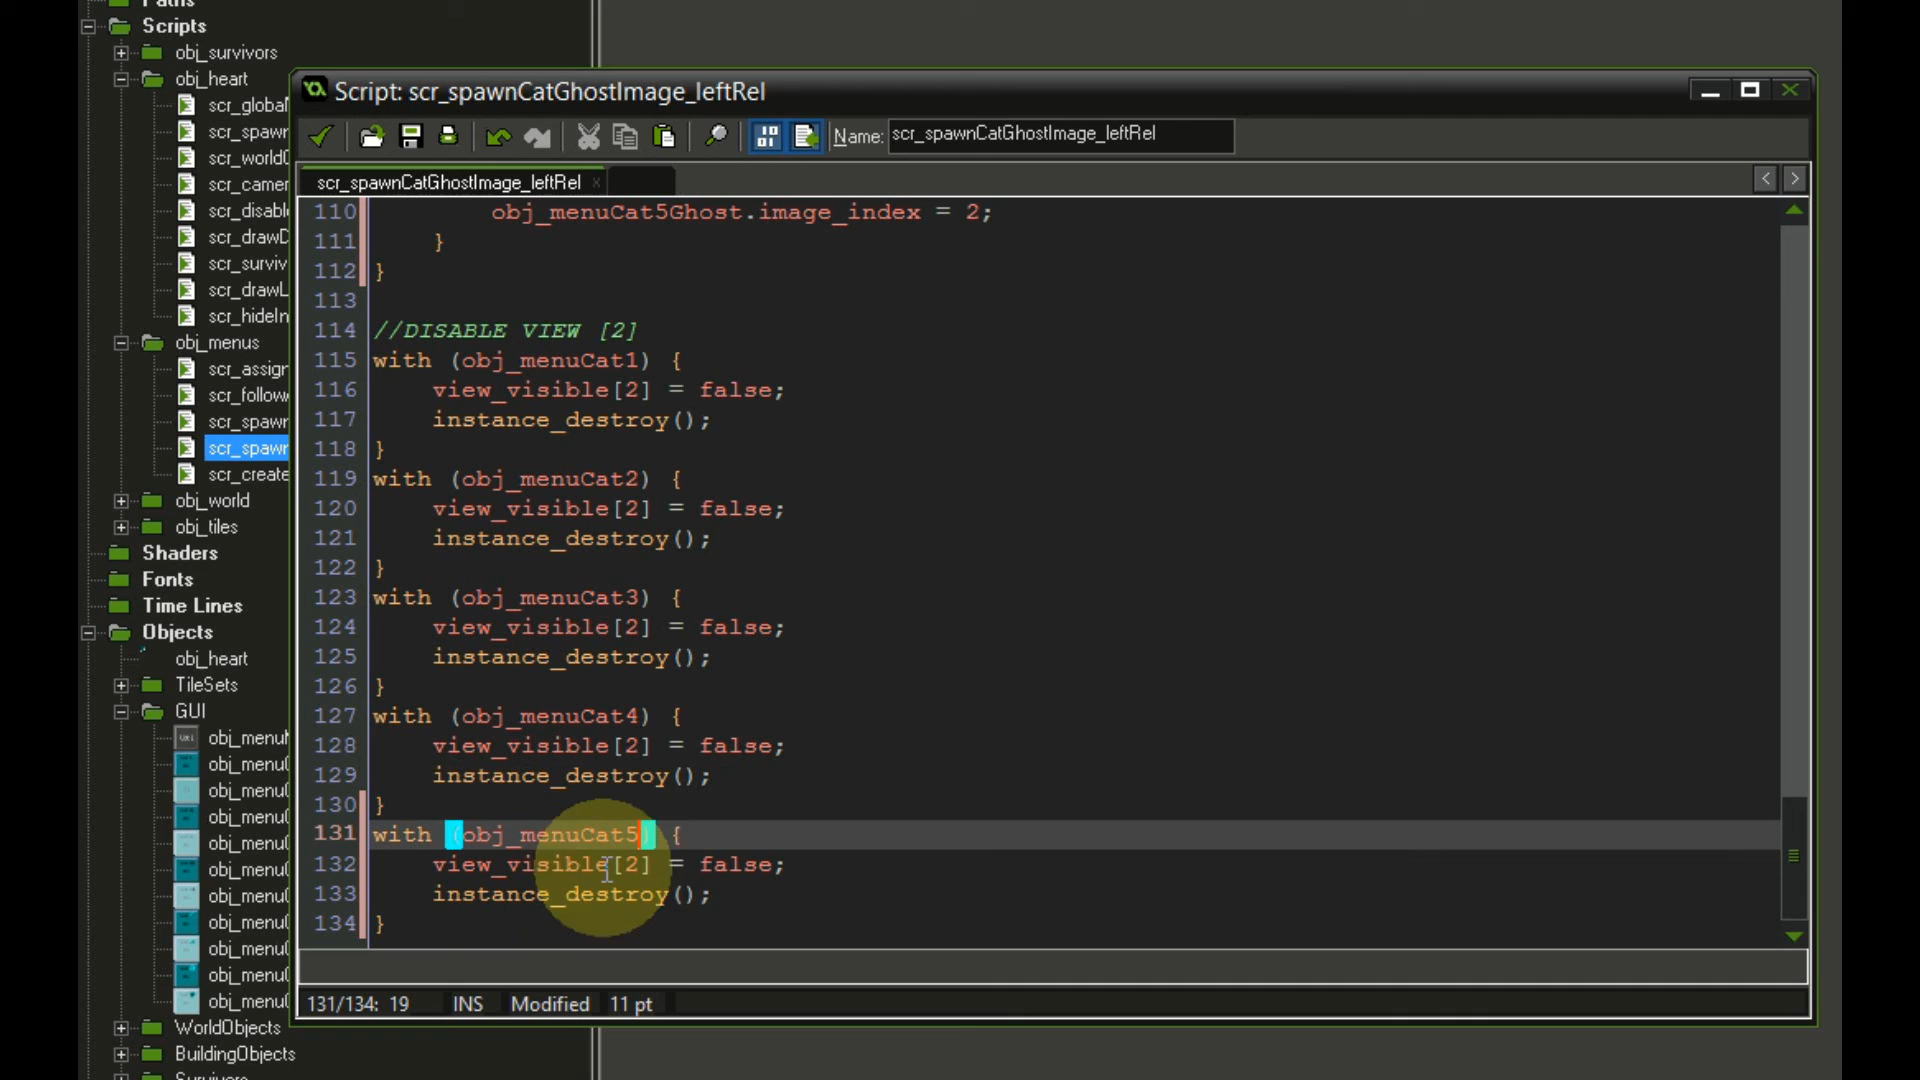 Paths
Scripts
obj_survivors
obj_heart
scr_global
scr_spawn
scr_world
scr_camer
scr_disabl
scr_draw
scr_surviv
scr_draw
scr_hideIn
obj_menus
scr_assign
scr_follow
scr_spawn
scr_spawn
scr_create
obj_world
obj_tiles
Shaders
Fonts
Time Lines
Objects
obj_heart
TileSets
GUI
obj_menu
obj_menu
obj_menu
obj_menu
obj_menu
obj_menu
obj_menu
obj_menu
obj_menu
obj_menu
obj_menu
WorldObjects
BuildingObjects
Survivors
Script: scr_spawnCatGhostImage_leftRel
Name: scr_spawnCatGhostImage_leftRel
scr_spawnCatGhostImage_leftRel
110 obj_menuCat5Ghost.image_index = 2;
111 }
112 }
113
114 //DISABLE VIEW [2]
115 with (obj_menuCat1) {
116 view_visible[2] = false;
117 instance_destroy();
118 }
119 with (obj_menuCat2) {
120 view_visible[2] = false;
121 instance_destroy();
122 }
123 with (obj_menuCat3) {
124 view_visible[2] = false;
125 instance_destroy();
126 }
127 with (obj_menuCat4) {
128 view_visible[2] = false;
129 instance_destroy();
130 }
131 with (obj_menuCat5) {
132 view_visible[2] = false;
133 instance_destroy();
134 }
131/134: 19 INS Modified 11 pt